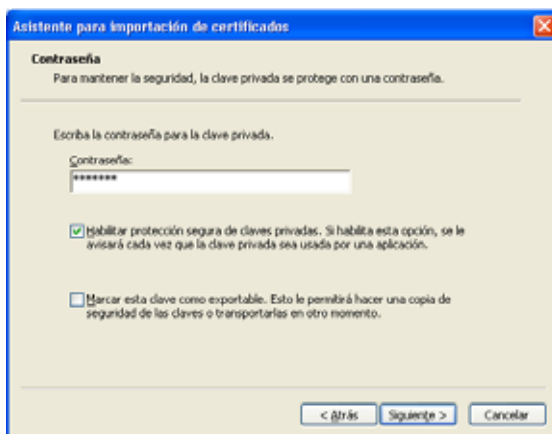 Asistente para importación de certificados
Contraseña
Para mantener la seguridad, la clave privada se protege con una contraseña.
Escriba la contraseña para la clave privada.
Contraseña:
*******
Habilitar protección segura de claves privadas. Si habilita esta opción, se le
avisará cada vez que la clave privada sea usada por una aplicación.
Marcar esta clave como exportable. Esto le permitirá hacer una copia de
seguridad de las claves o transportarlas en otro momento.
< Atrás Siguiente > Cancelar